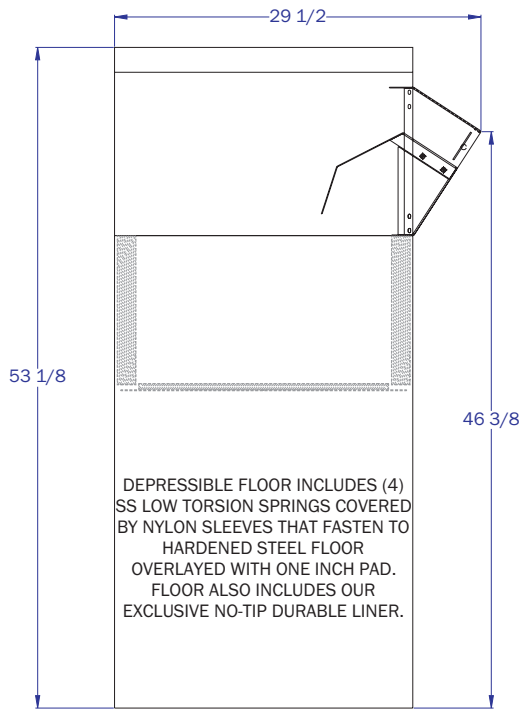 29 1/2
53 1/8
46 3/8
DEPRESSIBLE FLOOR INCLUDES (4)
SS LOW TORSION SPRINGS COVERED
BY NYLON SLEEVES THAT FASTEN TO
HARDENED STEEL FLOOR
OVERLAYED WITH ONE INCH PAD.
FLOOR ALSO INCLUDES OUR
EXCLUSIVE NO-TIP DURABLE LINER.